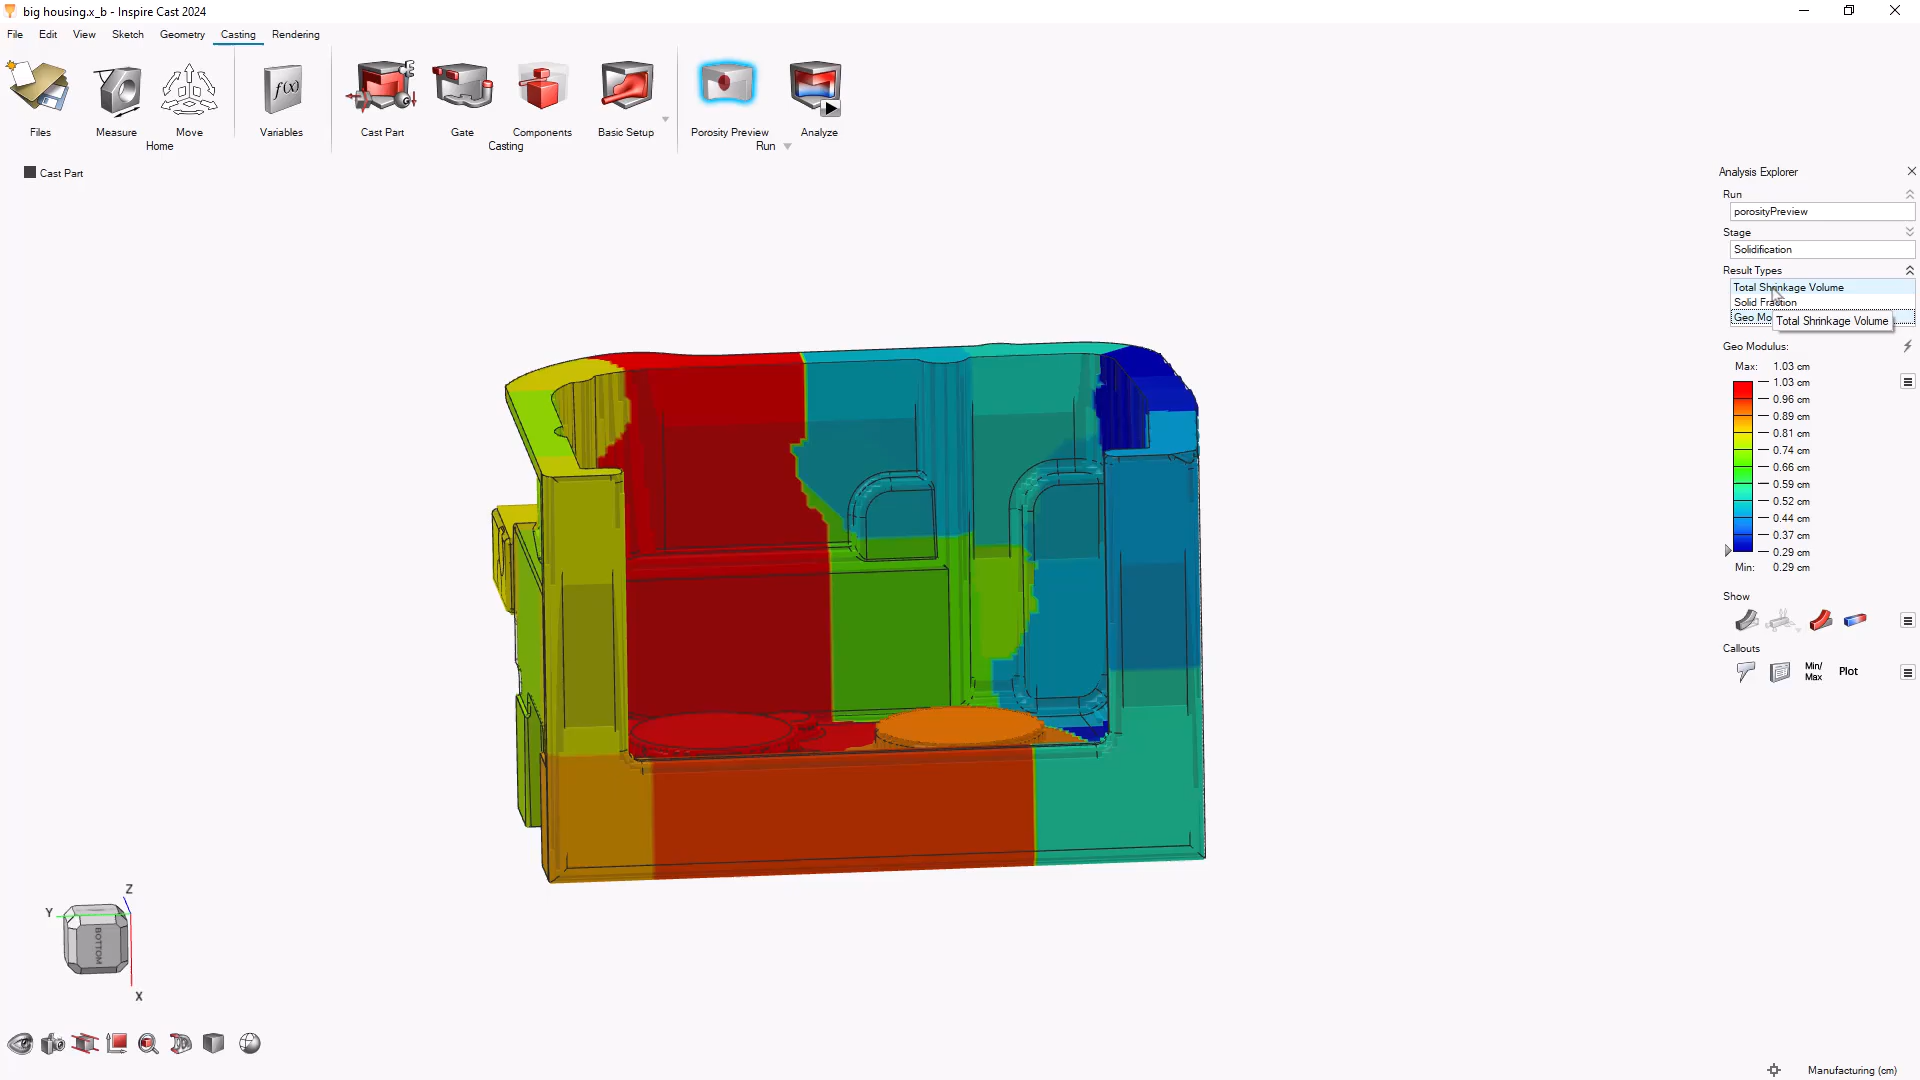 big housing.x_b - Inspire Cast 2024
File Edit View Sketch Geometry Casting Rendering
Files Measure Move Variables Cast Part Gate Components Basic Setup Porosity Preview Analyze
Home Casting Run
f(x)
Cast Part
Analysis Explorer
Run
porosityPreview
Stage
Solidification
Result Types
Total Shrinkage Volume
Solid Fraction
Geo Mo
Total Shrinkage Volume
Geo Modulus:
Max: 1.03 cm
1.03 cm
0.96 cm
0.89 cm
0.81 cm
0.74 cm
0.66 cm
0.59 cm
0.52 cm
0.44 cm
0.37 cm
0.29 cm
Min: 0.29 cm
Show
Callouts
Min/
Max
Plot
Z
Y
BOTTOM
X
Manufacturing (cm)